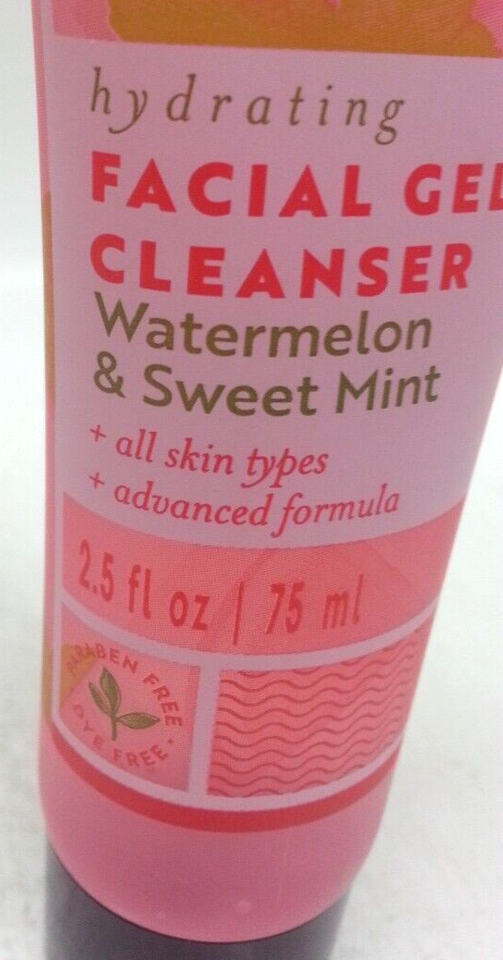 hydrating
FACIAL GEL
CLEANSER
Watermelon
& Sweet Mint
+ all skin types
+ advanced formula
2.5 fl oz | 75 ml
PARABEN FREE
DYE FREE